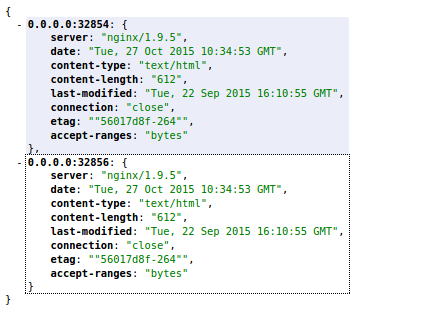 {
- 0.0.0.0:32854: {
server: "nginx/1.9.5",
date: "Tue, 27 Oct 2015 10:34:53 GMT",
content-type: "text/html",
content-length: "612",
last-modified: "Tue, 22 Sep 2015 16:10:55 GMT",
connection: "close",
etag: ""56017d8f-264"",
accept-ranges: "bytes"
},
- 0.0.0.0:32856: {
server: "nginx/1.9.5",
date: "Tue, 27 Oct 2015 10:34:53 GMT",
content-type: "text/html",
content-length: "612",
last-modified: "Tue, 22 Sep 2015 16:10:55 GMT",
connection: "close",
etag: ""56017d8f-264"",
accept-ranges: "bytes"
}
}